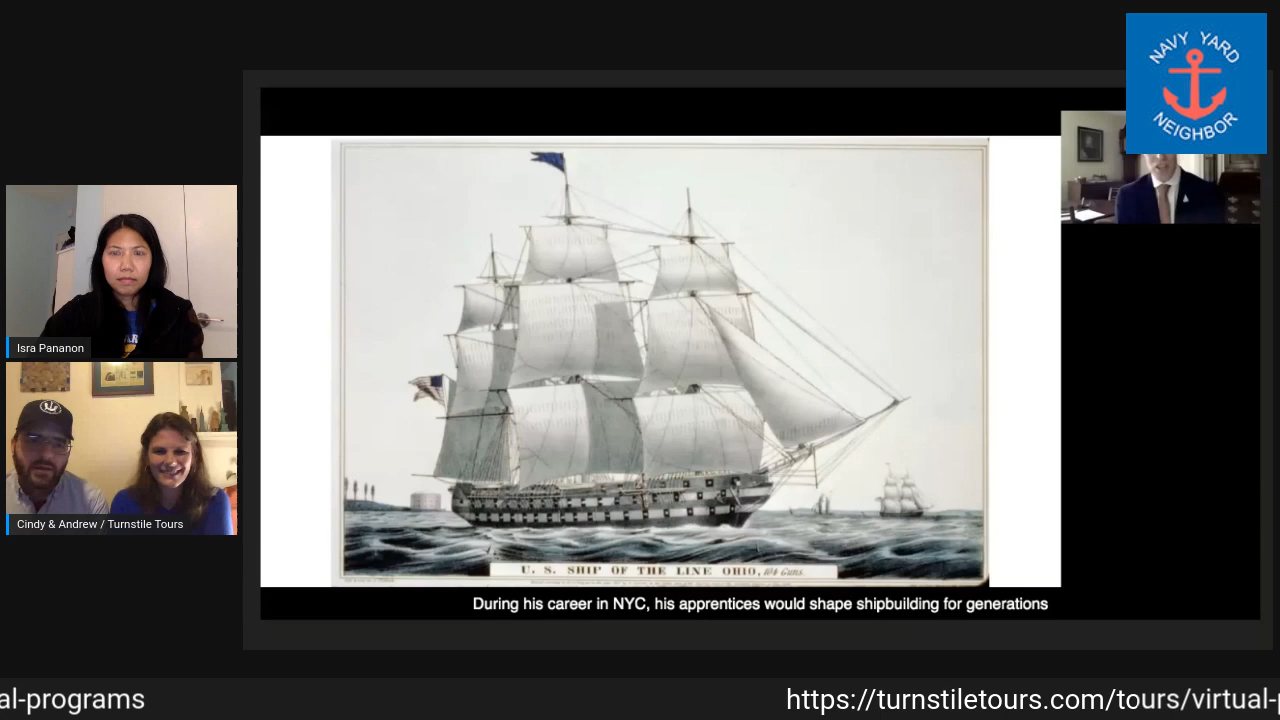 NAVY YARD
NEIGHBOR
Isra Pananon
Cindy & Andrew / Turnstile Tours
U. S. SHIP OF THE LINE OHIO, 104 Guns.
During his career in NYC, his apprentices would shape shipbuilding for generations
al-programs
https://turnstiletours.com/tours/virtual-p